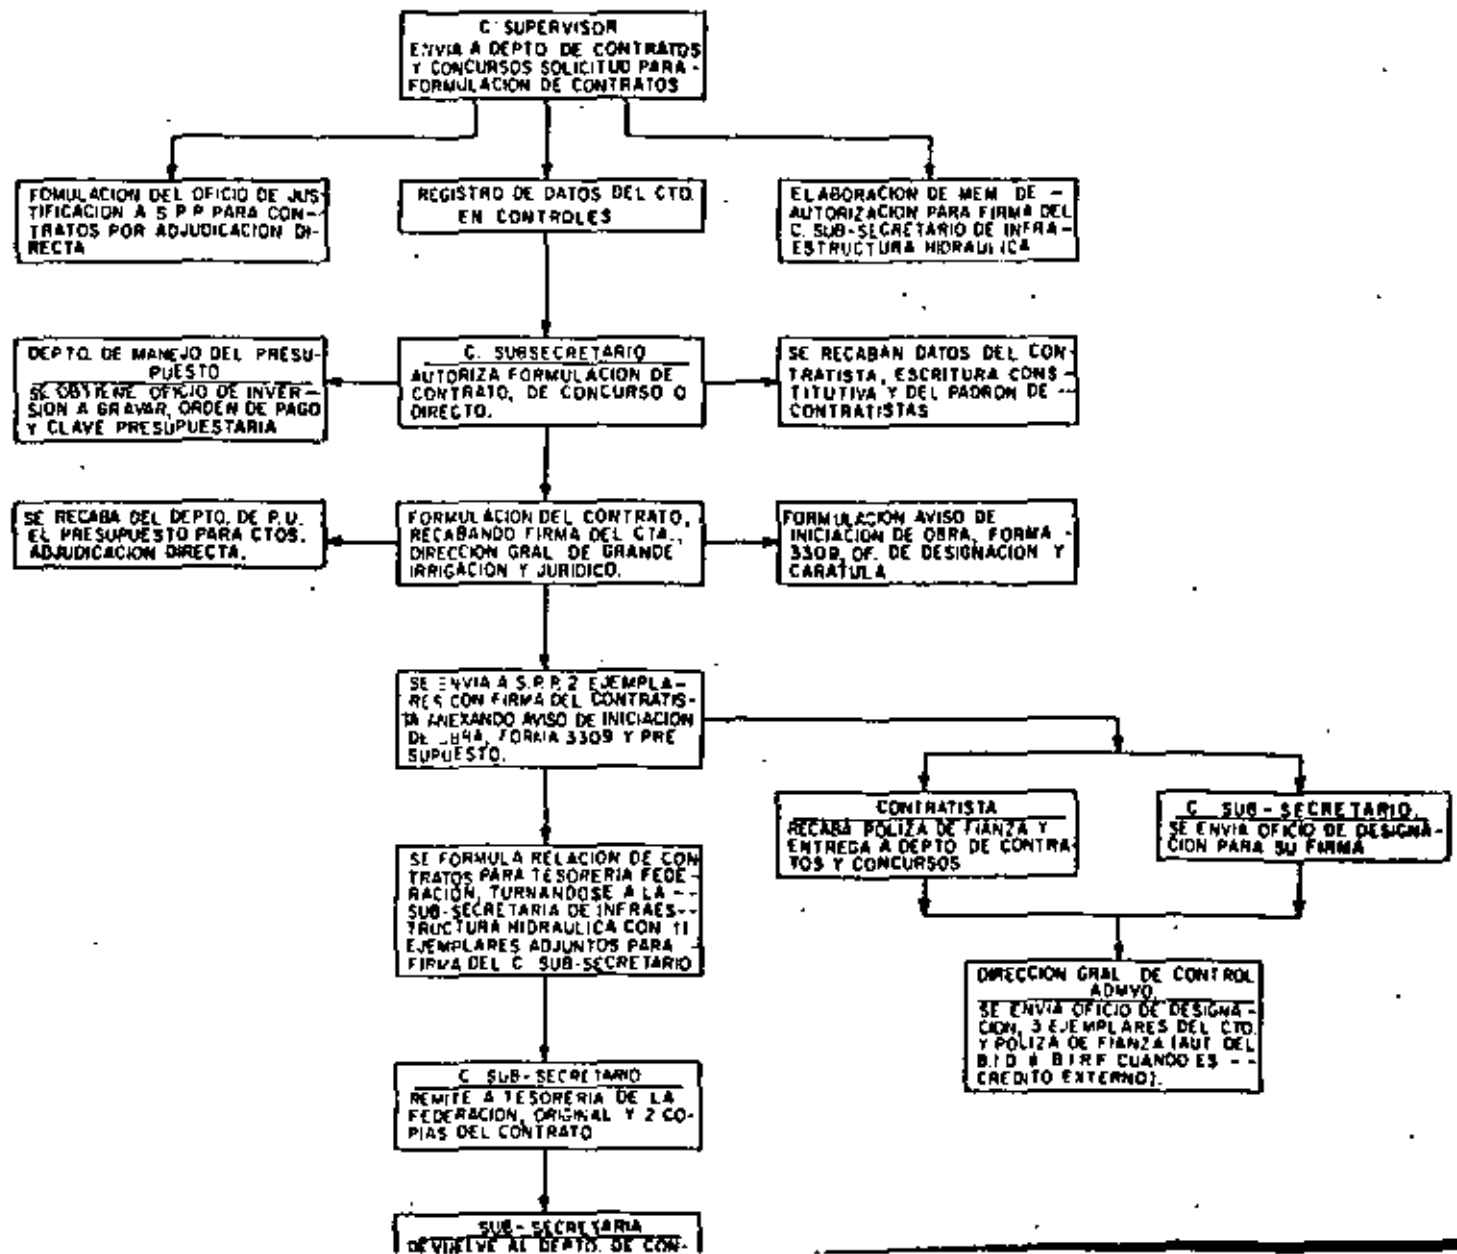 C. SUPERVISOR
ENVIA A DEPTO. DE CONTRATOS
Y CONCURSOS SOLICITUD PARA -
FORMULACION DE CONTRATOS
FOMULACION DEL OFICIO DE JUS-
TIFICACION A S.P.P. PARA CON--
TRATOS POR ADJUDICACION DI-
RECTA
REGISTRO DE DATOS DEL CTO.
EN CONTROLES
ELABORACION DE MEM. DE -
AUTORIZACION PARA FIRMA DEL
C. SUB-SECRETARIO DE INFRA-
ESTRUCTURA HIDRAULICA
DEPTO. DE MANEJO DEL PRESU-
PUESTO
SE OBTIENE OFICIO DE INVER-
SION A GRAVAR, ORDEN DE PAGO
Y CLAVE PRESUPUESTARIA
C. SUBSECRETARIO
AUTORIZA FORMULACION DE
CONTRATO, DE CONCURSO O
DIRECTO.
SE RECABAN DATOS DEL CON-
TRATISTA, ESCRITURA CONS-
TITUTIVA Y DEL PADRON DE --
CONTRATISTAS
SE RECABA DEL DEPTO. DE P.U.
EL PRESUPUESTO PARA CTOS.
ADJUDICACION DIRECTA.
FORMULACION DEL CONTRATO,
RECABANDO FIRMA DEL CTA.,
DIRECCION GRAL DE GRANDE
IRRIGACION Y JURIDICO.
FORMULACION AVISO DE
INICIACION DE OBRA, FORMA -
3309, OF. DE DESIGNACION Y
CARATULA
SE ENVIA A S.P.P. 2 EJEMPLA-
RES CON FIRMA DEL CONTRATIS-
TA ANEXANDO AVISO DE INICIACION
DE OBRA, FORMA 3309 Y PRE
SUPUESTO.
CONTRATISTA
RECABA POLIZA DE FIANZA Y
ENTREGA A DEPTO DE CONTRA-
TOS Y CONCURSOS
C. SUB-SECRETARIO.
SE ENVIA OFICIO DE DESIGNA-
CION PARA SU FIRMA
SE FORMULA RELACION DE CON
TRATOS PARA TESORERIA FEDE-
RACION, TURNANDOSE A LA --
SUB-SECRETARIA DE INFRAES--
TRUCTURA HIDRAULICA CON 11
EJEMPLARES ADJUNTOS PARA -
FIRMA DEL C. SUB-SECRETARIO
DIRECCION GRAL DE CONTROL
ADMVO.
SE ENVIA OFICIO DE DESIGNA-
CION, 3 EJEMPLARES DEL CTO.
Y POLIZA DE FIANZA (AUT. DEL
B.I.D. B.I.R.F. CUANDO ES --
CREDITO EXTERNO).
C. SUB-SECRETARIO
REMITE A TESORERIA DE LA
FEDERACION, ORIGINAL Y 2 CO-
PIAS DEL CONTRATO
SUB-SECRETARIA
DEVUELVE AL DEPTO. DE CON-